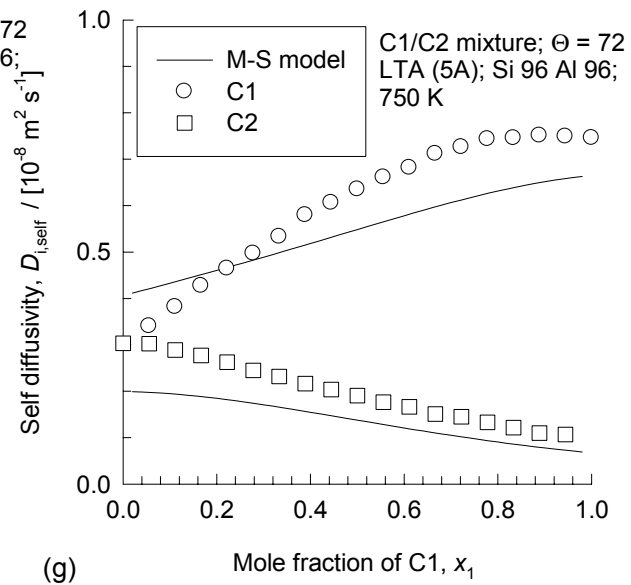 72
6;
M-S model
C1
C2
C1/C2 mixture; Θ = 72
LTA (5A); Si 96 Al 96;
750 K
Self diffusivity, D_i,self / [10⁻⁸ m² s⁻¹]
1.0
0.5
0.0
0.0 0.2 0.4 0.6 0.8 1.0
(g) Mole fraction of C1, x₁